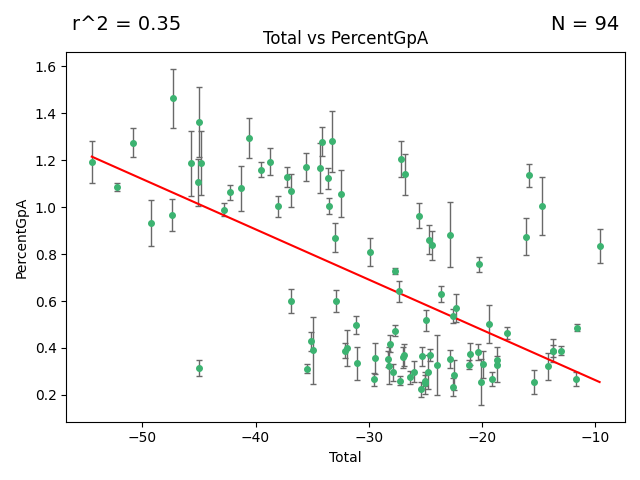 r^2 = 0.35 N = 94
Total vs PercentGpA
PercentGpA
1.6
1.4
1.2
1.0
0.8
0.6
0.4
0.2
−50 −40 −30 −20 −10
Total